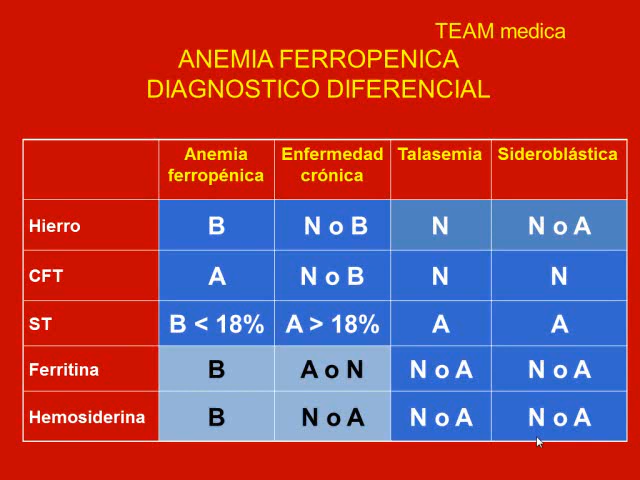 TEAM medica
ANEMIA FERROPENICA
DIAGNOSTICO DIFERENCIAL
Anemia ferropénica Enfermedad crónica Talasemia Sideroblástica
Hierro B N o B N N o A
CFT A N o B N N
ST B < 18% A > 18% A A
Ferritina B A o N N o A N o A
Hemosiderina B N o A N o A N o A